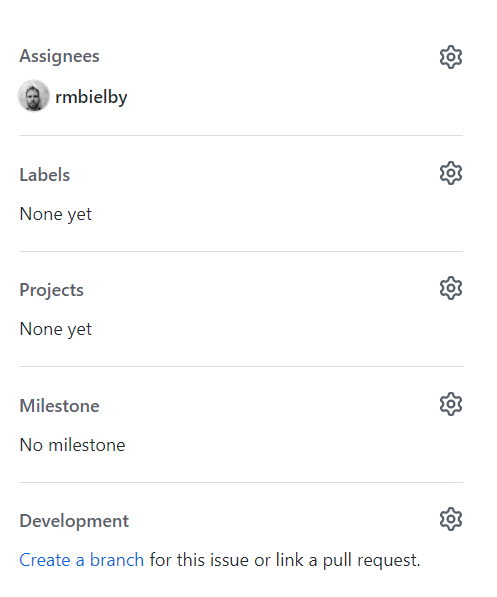 Assignees
rmbielby
Labels
None yet
Projects
None yet
Milestone
No milestone
Development
Create a branch for this issue or link a pull request.